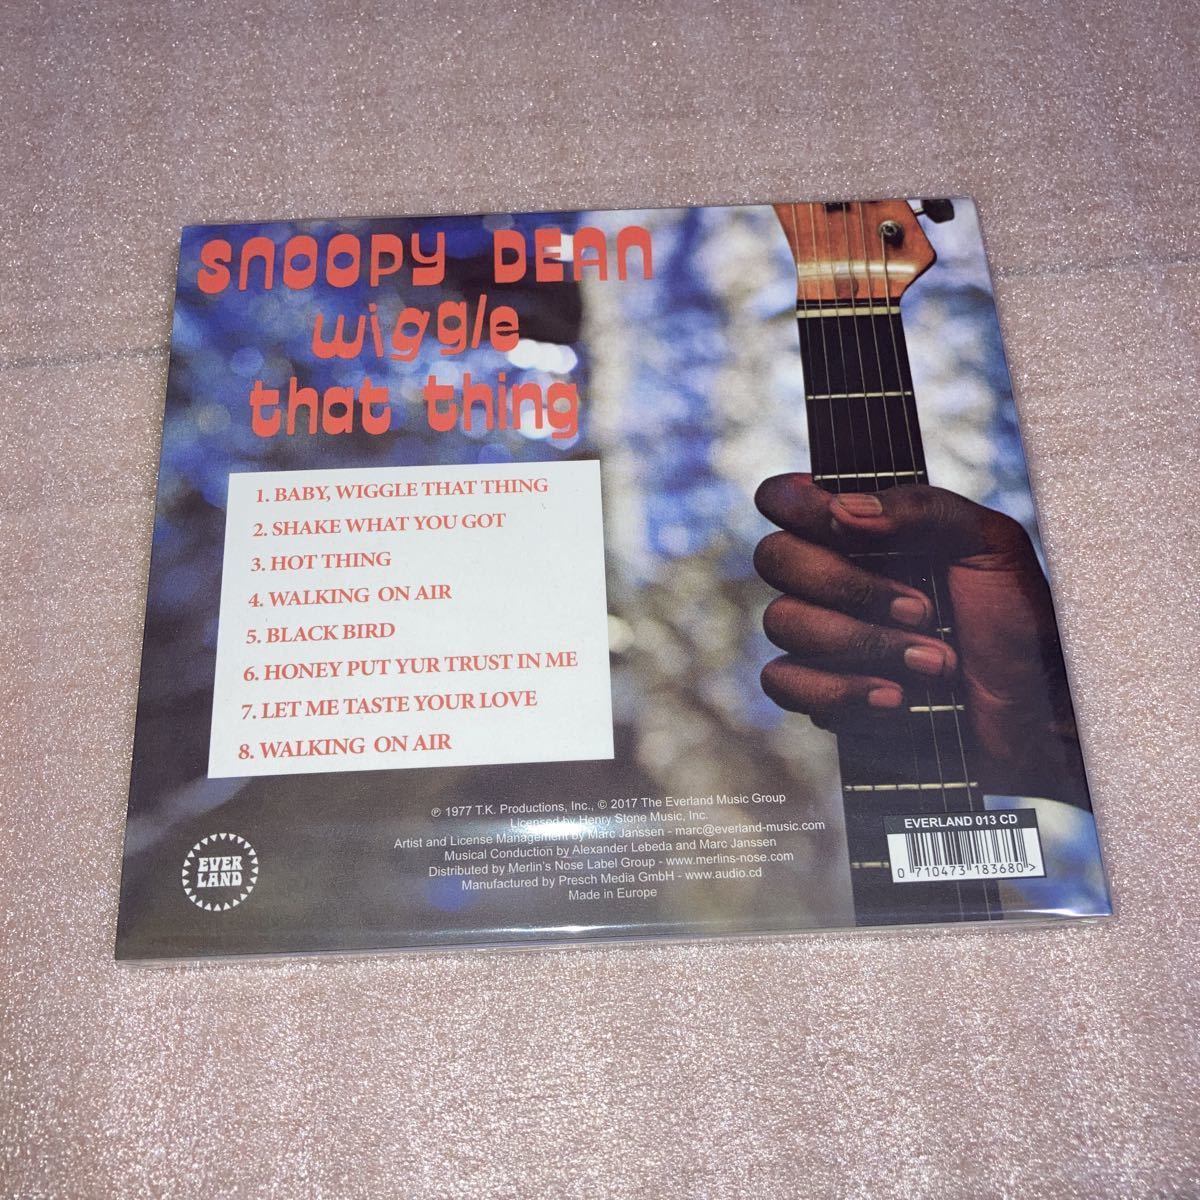 SNOOPY DEAN
wiggle
that thing
1. BABY, WIGGLE THAT THING
2. SHAKE WHAT YOU GOT
3. HOT THING
4. WALKING ON AIR
5. BLACK BIRD
6. HONEY PUT YUR TRUST IN ME
7. LET ME TASTE YOUR LOVE
8. WALKING ON AIR
℗ 1977 T.K. Productions, Inc., © 2017 The Everland Music Group
Licensed by Henry Stone Music, Inc.
Artist and License Management by Marc Janssen - marc@everland-music.com
Musical Conduction by Alexander Lebeda and Marc Janssen
Distributed by Merlin's Nose Label Group - www.merlins-nose.com
Manufactured by Presch Media GmbH - www.audio.cd
Made in Europe
EVER
LAND
EVERLAND 013 CD
0 710473 183680 >